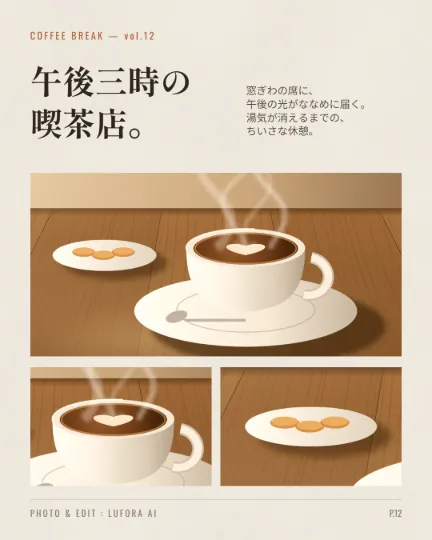 COFFEE BREAK — vol.12
午後三時の
喫茶店。
窓ぎわの席に、
午後の光がななめに届く。
湯気が消えるまでの、
ちいさな休憩。
PHOTO & EDIT : LUFORA AI
P.12